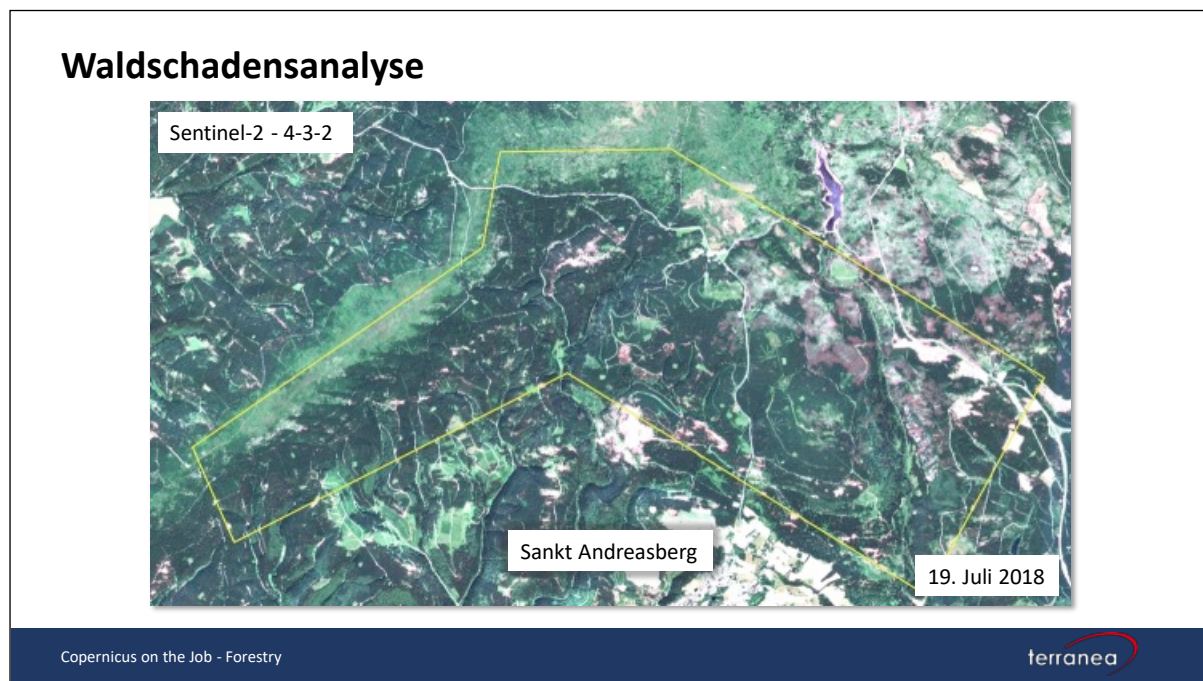 Waldschadensanalyse
Sentinel-2 - 4-3-2
Sankt Andreasberg
19. Juli 2018
Copernicus on the Job - Forestry
terranea